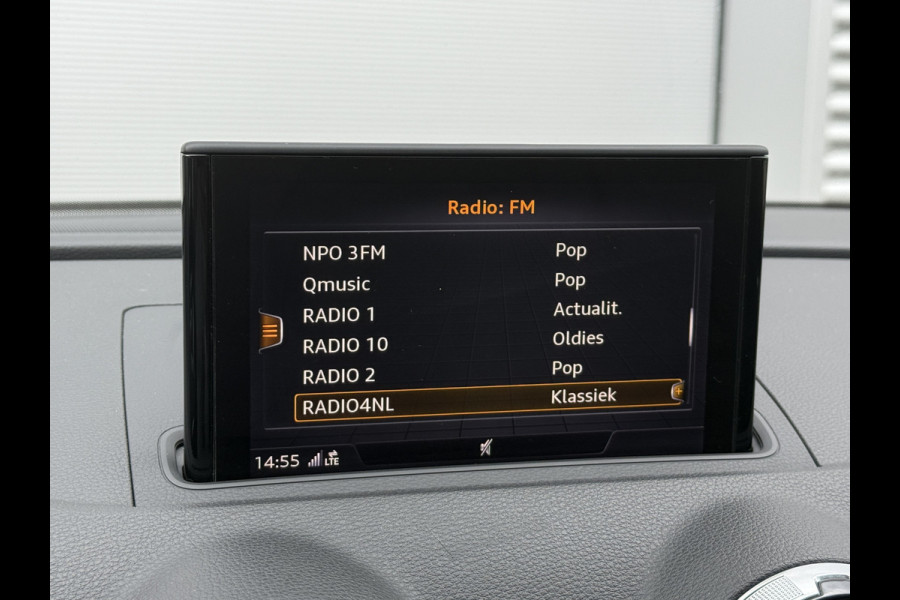 Radio: FM
NPO 3FM Pop
Qmusic Pop
RADIO 1 Actualit.
RADIO 10 Oldies
RADIO 2 Pop
RADIO4NL Klassiek
14:55 LTE